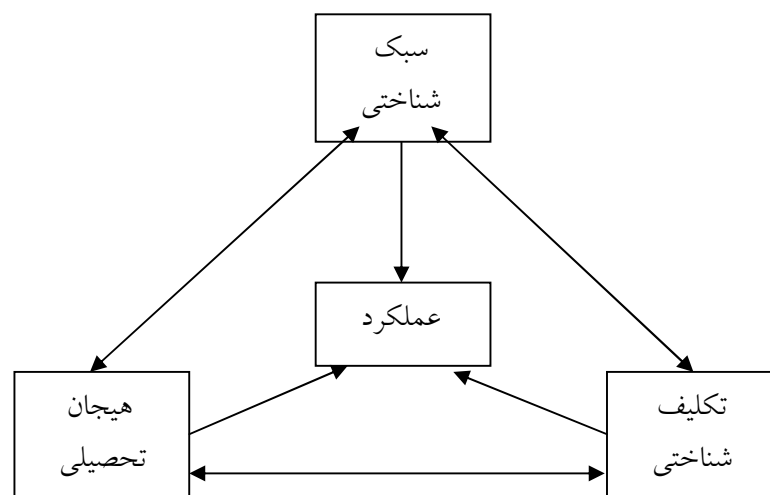 سبک
شناختی
عملکرد
تکلیف
شناختی
هیجان
تحصیلی